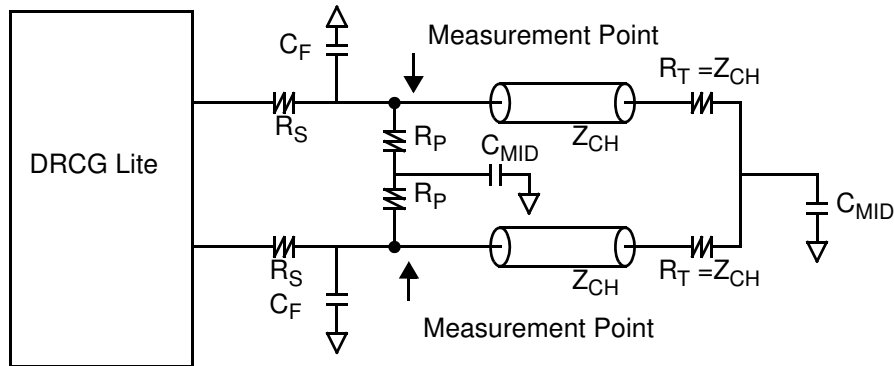 C_F
Measurement Point
R_T =Z_CH
R_S
R_P
Z_CH
C_MID
DRCG Lite
R_P
C_MID
R_S
Z_CH
R_T =Z_CH
C_F
Measurement Point